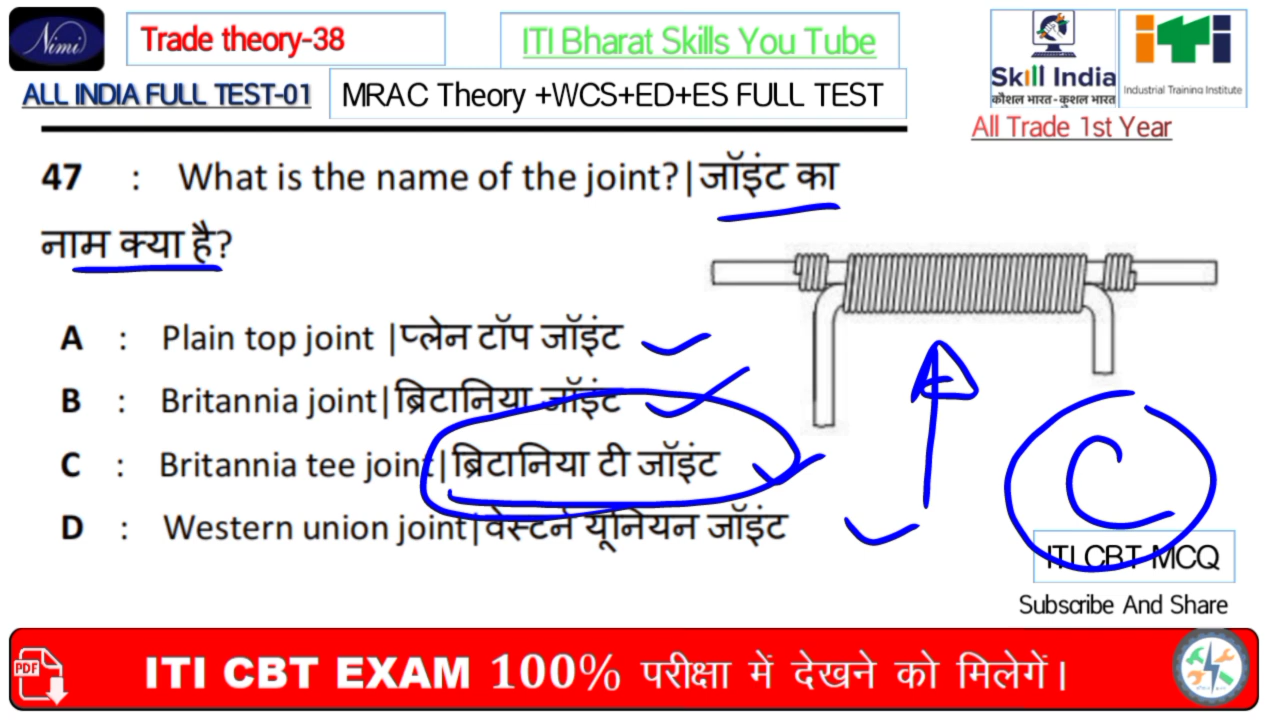 Nimi
Trade theory-38
ITI Bharat Skills You Tube
ALL INDIA FULL TEST-01
MRAC Theory +WCS+ED+ES FULL TEST
Skill India
कौशल भारत-कुशल भारत
iTi
Industrial Training Institute
All Trade 1st Year
47 : What is the name of the joint?|जॉइंट का
नाम क्या है?
A : Plain top joint |प्लेन टॉप जॉइंट
B : Britannia joint|ब्रिटानिया जॉइंट
C : Britannia tee joint|ब्रिटानिया टी जॉइंट
D : Western union joint|वेस्टर्न यूनियन जॉइंट
C
ITI CBT MCQ
Subscribe And Share
PDF
ITI CBT EXAM 100% परीक्षा में देखने को मिलेगें।